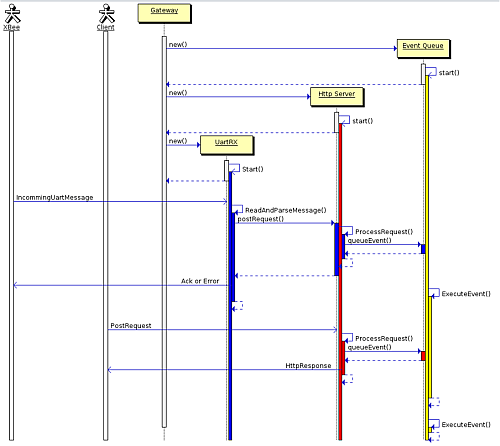 Gateway
XBee
Client
new()
Event Queue
start()
new()
Http Server
start()
new()
UartRX
Start()
IncommingUartMessage
ReadAndParseMessage()
postRequest()
ProcessRequest()
queueEvent()
Ack or Error
ExecuteEvent()
PostRequest
ProcessRequest()
queueEvent()
HttpResponse
ExecuteEvent()